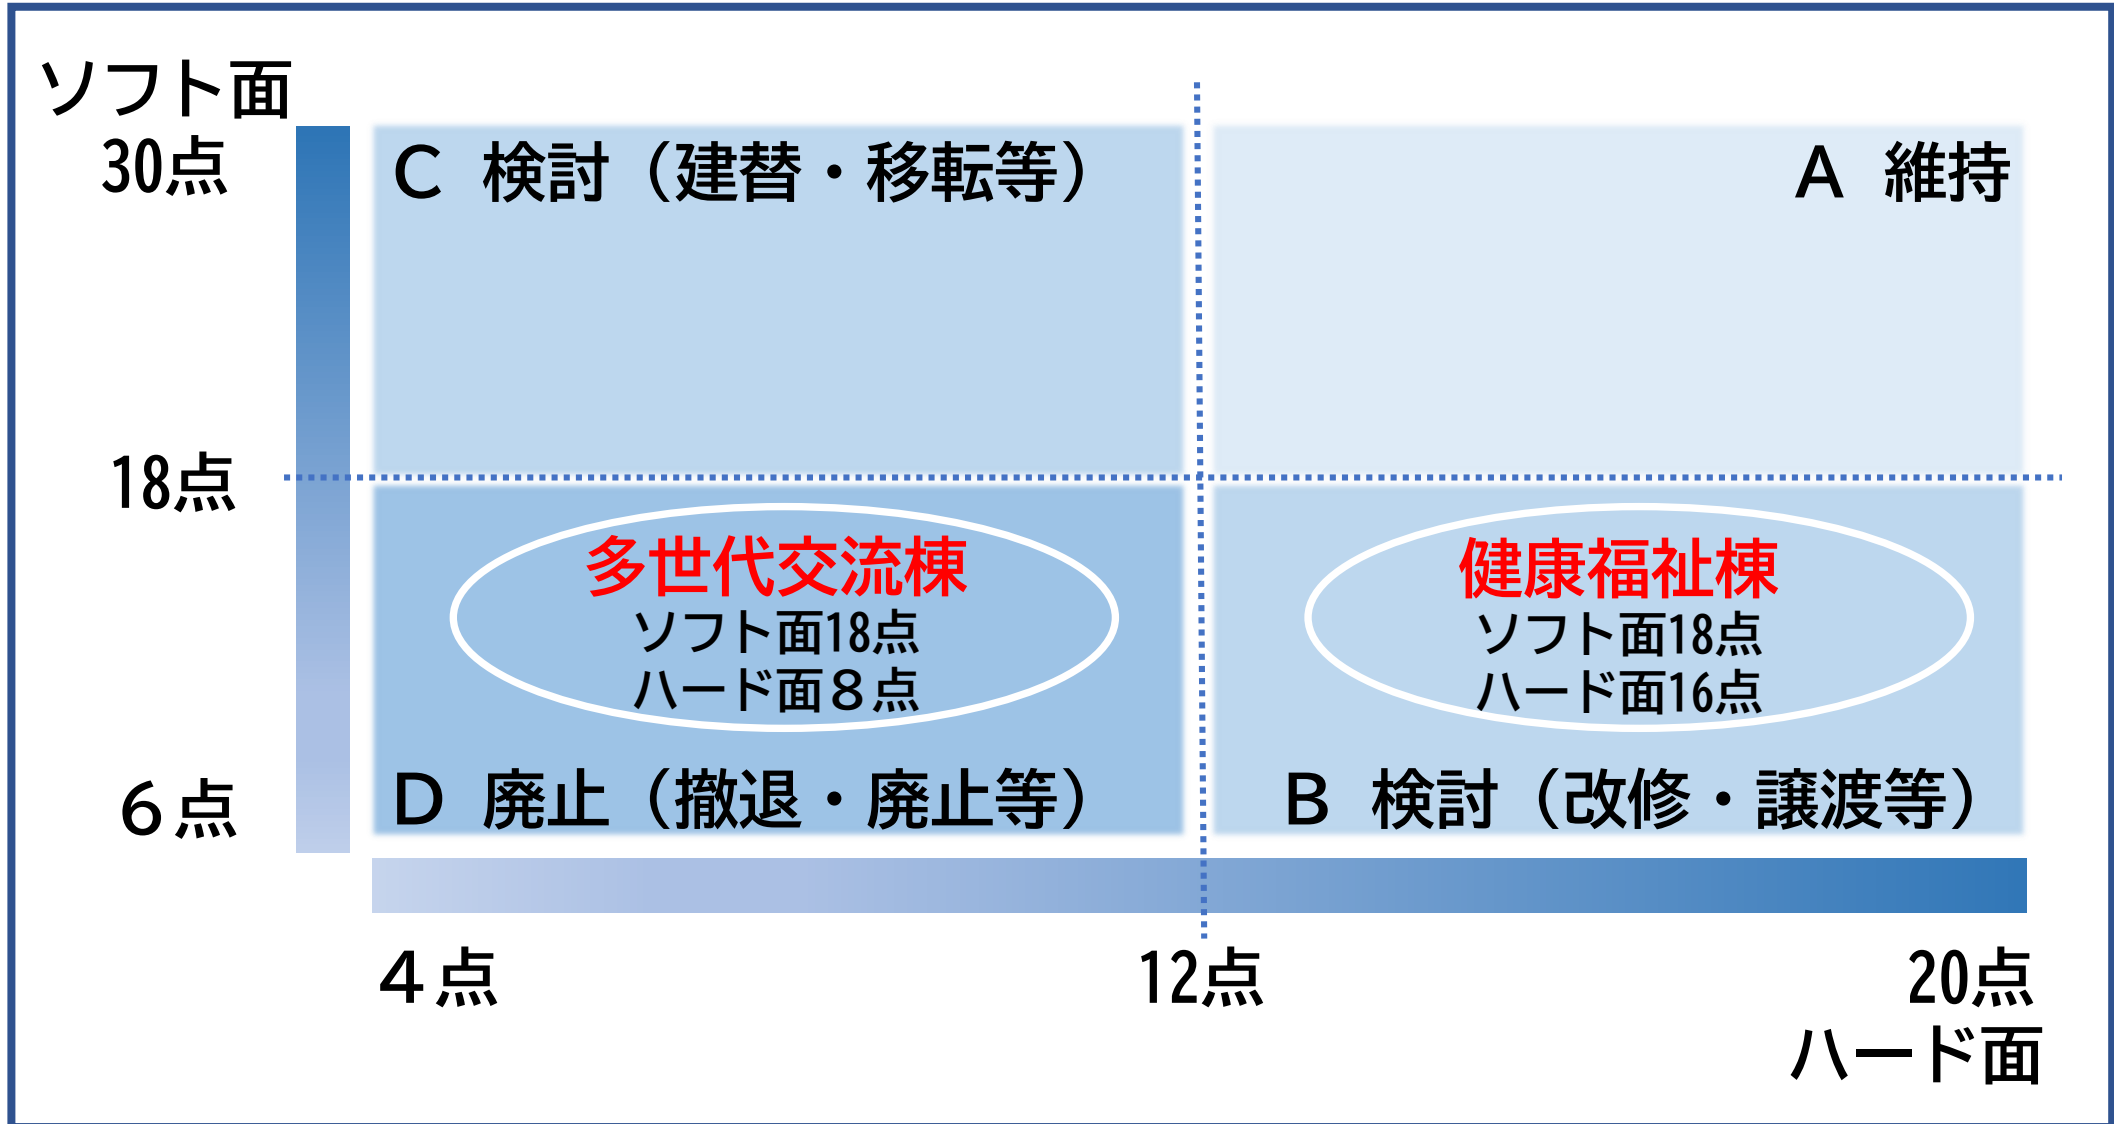 ソフト面
30点
C 検討（建替・移転等）
A 維持
18点
多世代交流棟
ソフト面18点
ハード面８点
健康福祉棟
ソフト面18点
ハード面16点
６点
D 廃止（撤退・廃止等）
B 検討（改修・譲渡等）
４点
12点
20点
ハード面